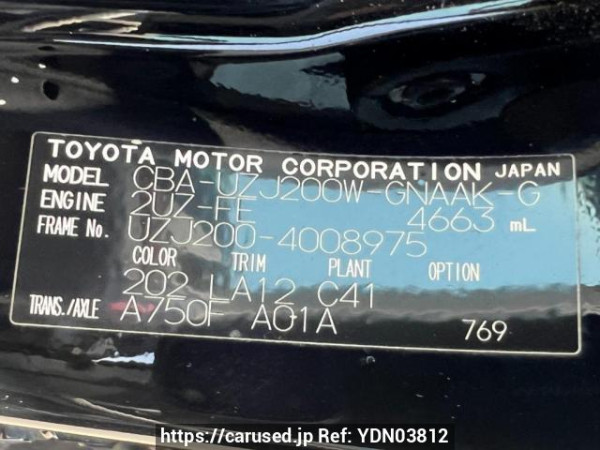 TOYOTA MOTOR CORPORATION JAPAN
MODEL CBA-UZJ200W-GNAAK-G
ENGINE 2UZ-FE 4663 mL
FRAME No. UZJ200-4008975
COLOR TRIM PLANT OPTION
202 LA12 C41
TRANS./AXLE A750F A01A 769
https://carused.jp Ref: YDN03812